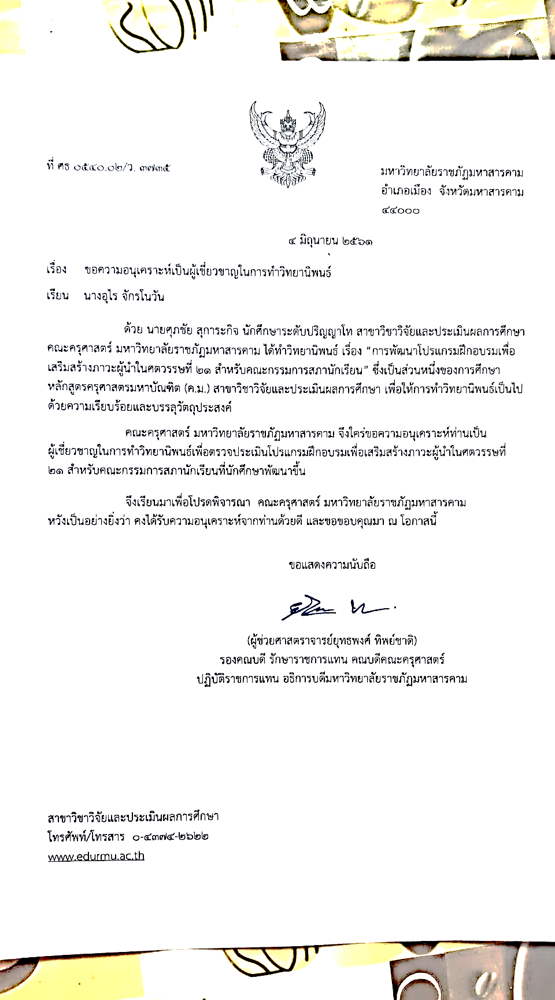 ที่ ศธ ๐๕๔๐.๐๒/ว. ๓๗๓๕
มหาวิทยาลัยราชภัฏมหาสารคาม
อำเภอเมือง จังหวัดมหาสารคาม
๔๔๐๐๐
๔ มิถุนายน ๒๕๖๑
เรื่อง ขอความอนุเคราะห์เป็นผู้เชี่ยวชาญในการทำวิทยานิพนธ์
เรียน นางอุไร จักรโนวัน
ด้วย นายศุภชัย สุการะกิจ นักศึกษาระดับปริญญาโท สาขาวิชาวิจัยและประเมินผลการศึกษา
คณะครุศาสตร์ มหาวิทยาลัยราชภัฏมหาสารคาม ได้ทำวิทยานิพนธ์ เรื่อง “การพัฒนาโปรแกรมฝึกอบรมเพื่อ
เสริมสร้างภาวะผู้นำในศตวรรษที่ ๒๑ สำหรับคณะกรรมการสภานักเรียน” ซึ่งเป็นส่วนหนึ่งของการศึกษา
หลักสูตรครุศาสตรมหาบัณฑิต (ค.ม.) สาขาวิชาวิจัยและประเมินผลการศึกษา เพื่อให้การทำวิทยานิพนธ์เป็นไป
ด้วยความเรียบร้อยและบรรลุวัตถุประสงค์
คณะครุศาสตร์ มหาวิทยาลัยราชภัฏมหาสารคาม จึงใคร่ขอความอนุเคราะห์ท่านเป็น
ผู้เชี่ยวชาญในการทำวิทยานิพนธ์เพื่อตรวจประเมินโปรแกรมฝึกอบรมเพื่อเสริมสร้างภาวะผู้นำในศตวรรษที่
๒๑ สำหรับคณะกรรมการสภานักเรียนที่นักศึกษาพัฒนาขึ้น
จึงเรียนมาเพื่อโปรดพิจารณา คณะครุศาสตร์ มหาวิทยาลัยราชภัฏมหาสารคาม
หวังเป็นอย่างยิ่งว่า คงได้รับความอนุเคราะห์จากท่านด้วยดี และขอขอบคุณมา ณ โอกาสนี้
ขอแสดงความนับถือ
(ผู้ช่วยศาสตราจารย์ยุทธพงศ์ ทิพย์ชาติ)
รองคณบดี รักษาราชการแทน คณบดีคณะครุศาสตร์
ปฏิบัติราชการแทน อธิการบดีมหาวิทยาลัยราชภัฏมหาสารคาม
สาขาวิชาวิจัยและประเมินผลการศึกษา
โทรศัพท์/โทรสาร ๐-๔๓๗๔-๒๖๒๒
www.edurmu.ac.th